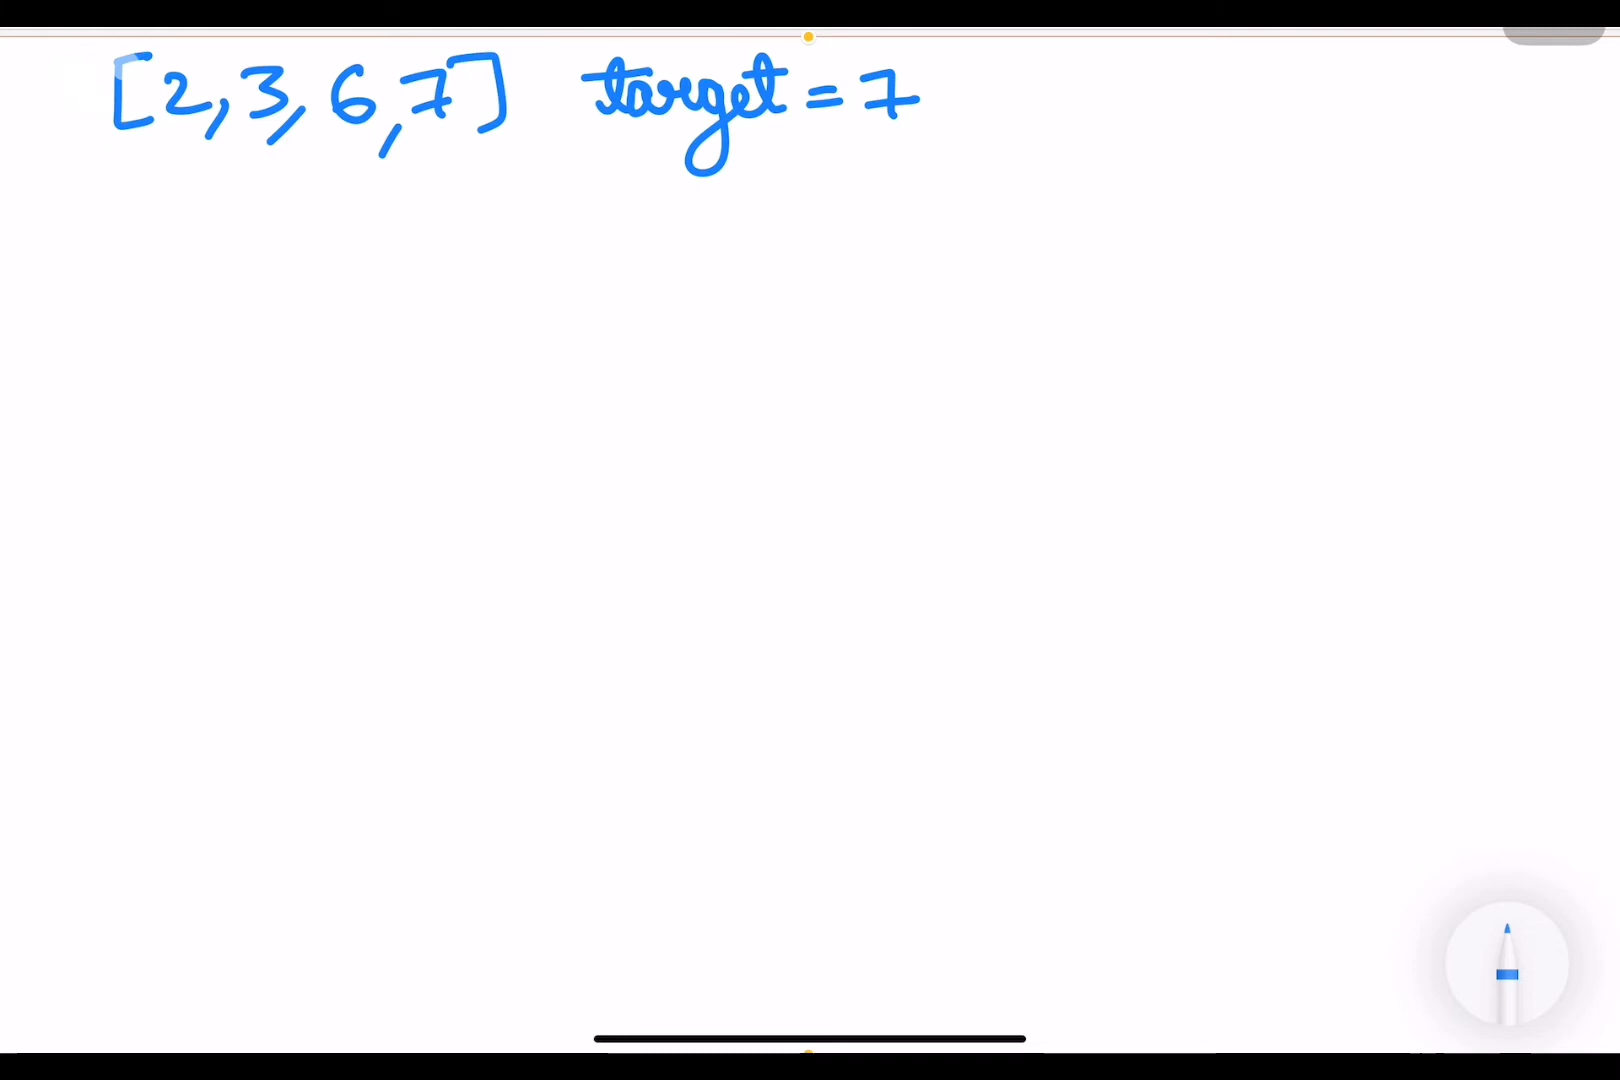 [2, 3, 6, 7] target = 7